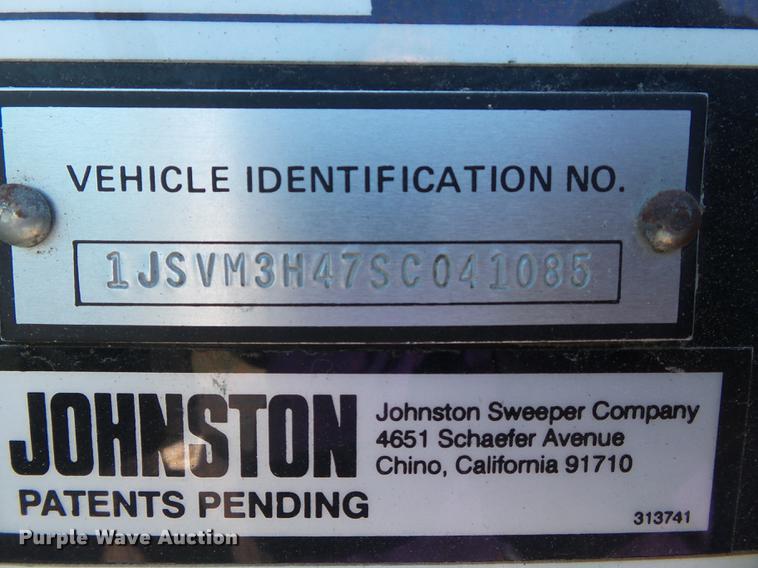 VEHICLE IDENTIFICATION NO.
1JSVM3H47SC041085
JOHNSTON
PATENTS PENDING
Johnston Sweeper Company
4651 Schaefer Avenue
Chino, California 91710
313741
Purple Wave Auction